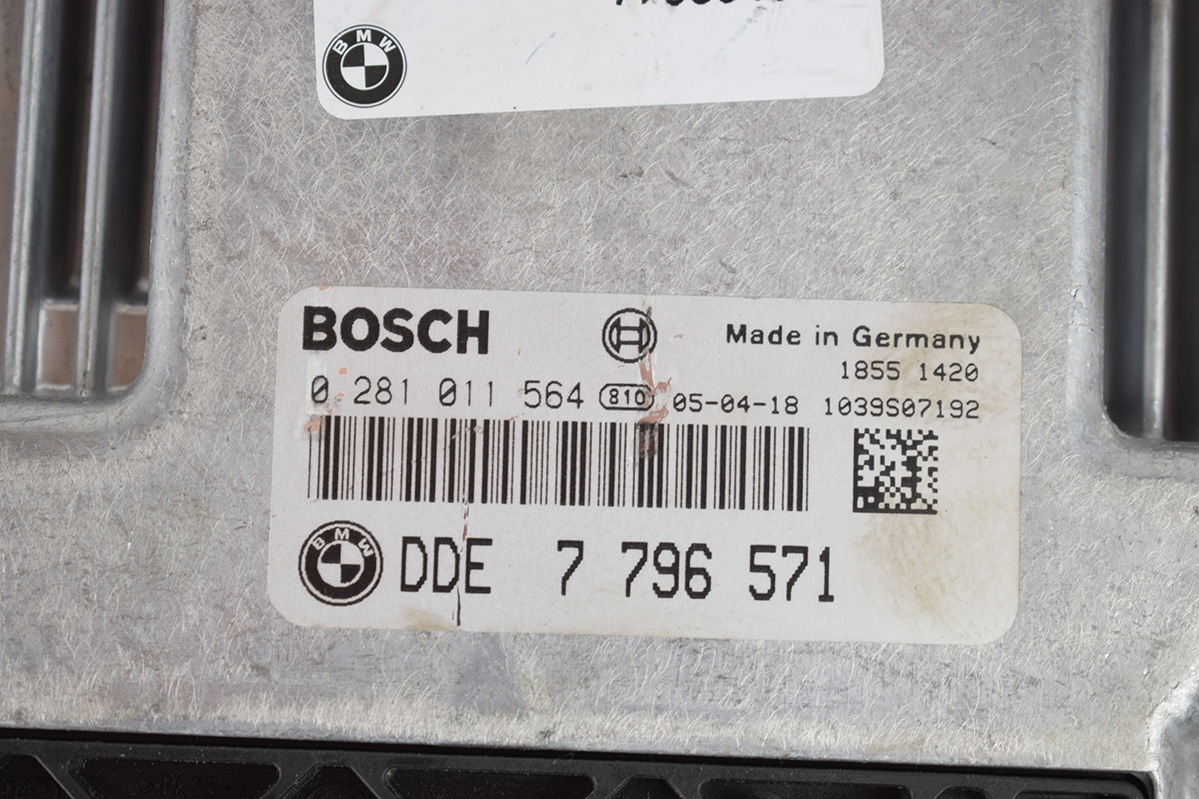 BMW
BOSCH
Made in Germany
1855 1420
0 281 011 564 810 05-04-18 1039S07192
BMW
DDE 7 796 571